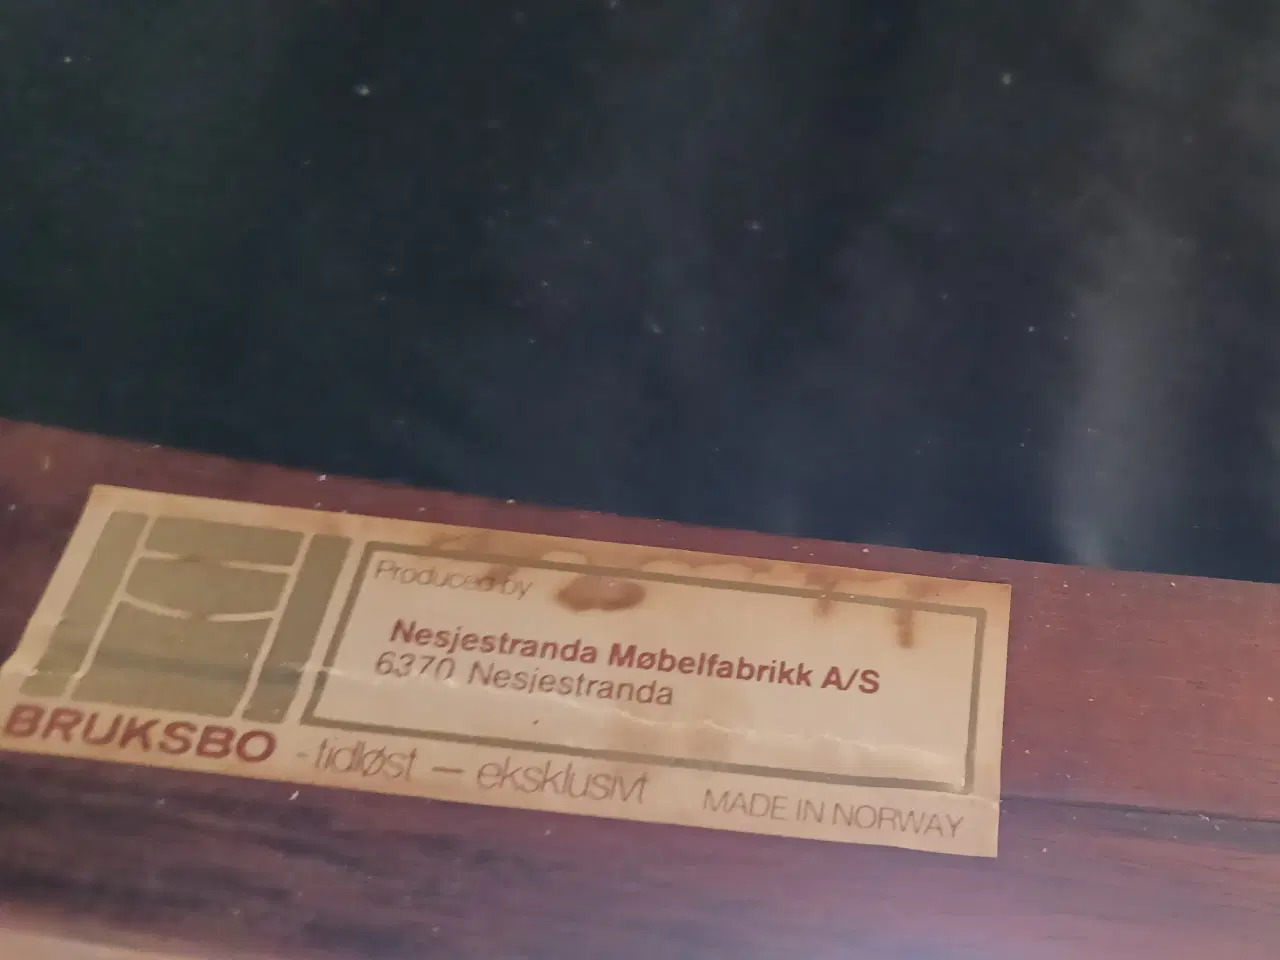 Produced by
Nesjestranda Møbelfabrikk A/S
6370 Nesjestranda
BRUKSBO - tidløst — eksklusivt
MADE IN NORWAY